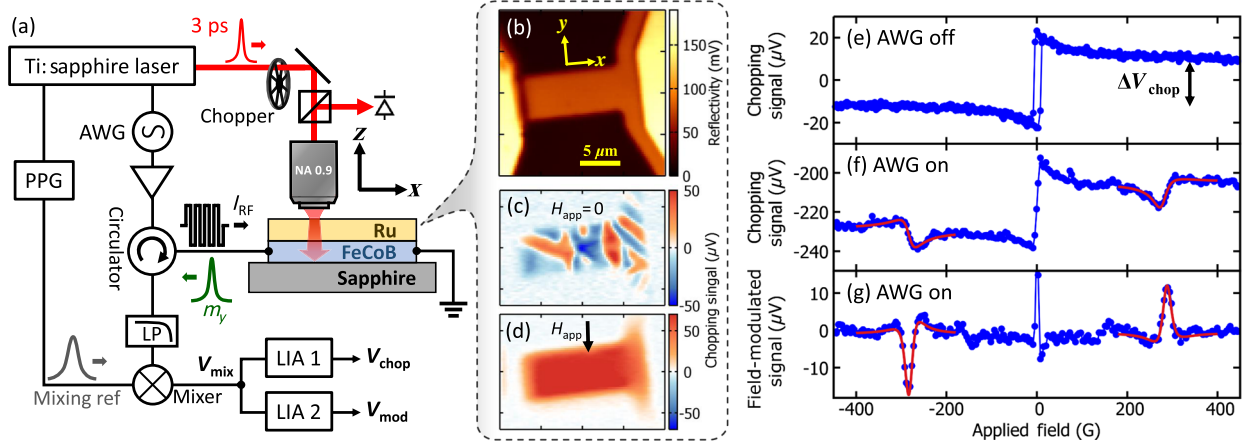 (a)
3 ps
Ti: sapphire laser
Chopper
AWG
PPG
NA 0.9
z
x
Circulator
I_RF
Ru
FeCoB
Sapphire
m_y
LP
Mixing ref
Mixer
V_mix
LIA 1
V_chop
LIA 2
V_mod
(b)
y
x
5 μm
150
100
50
0
Reflectivity (mV)
(c)
H_app = 0
50
0
-50
(d)
H_app
50
0
-50
Chopping singal (μV)
(e) AWG off
20
0
-20
Chopping
signal (μV)
ΔV_chop
(f) AWG on
-200
-220
-240
Chopping
signal (μV)
(g) AWG on
10
0
-10
Field-modulated
signal (μV)
-400
-200
0
200
400
Applied field (G)